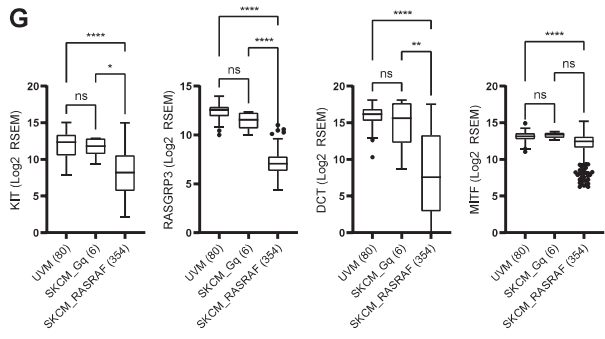 G
****
*
ns
KIT (Log2 RSEM)
20
15
10
5
0
UVM (80)
SKCM_Gq (6)
SKCM_RASRAF (354)
****
****
ns
RASGRP3 (Log2 RSEM)
15
10
5
0
UVM (80)
SKCM_Gq (6)
SKCM_RASRAF (354)
****
**
ns
DCT (Log2 RSEM)
20
15
10
5
0
UVM (80)
SKCM_Gq (6)
SKCM_RASRAF (354)
****
ns
ns
MITF (Log2 RSEM)
20
15
10
5
0
UVM (80)
SKCM_Gq (6)
SKCM_RASRAF (354)